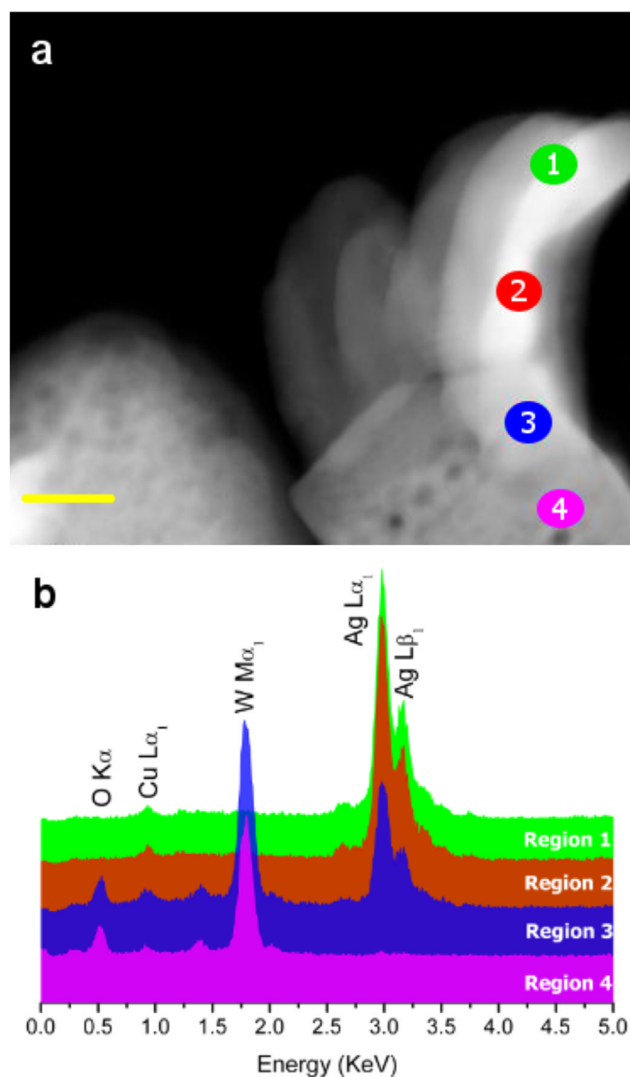 a
1
2
3
4
b
O Kα
Cu Lα₁
W Mα₁
Ag Lα₁
Ag Lβ₁
Region 1
Region 2
Region 3
Region 4
0.0 0.5 1.0 1.5 2.0 2.5 3.0 3.5 4.0 4.5 5.0
Energy (KeV)